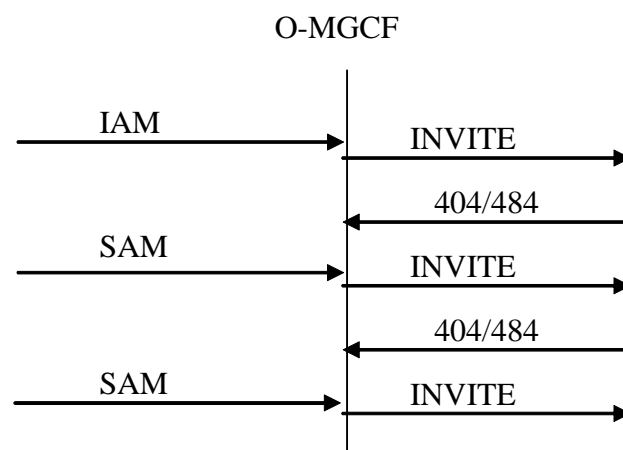 O-MGCF
IAM
INVITE
404/484
SAM
INVITE
404/484
SAM
INVITE